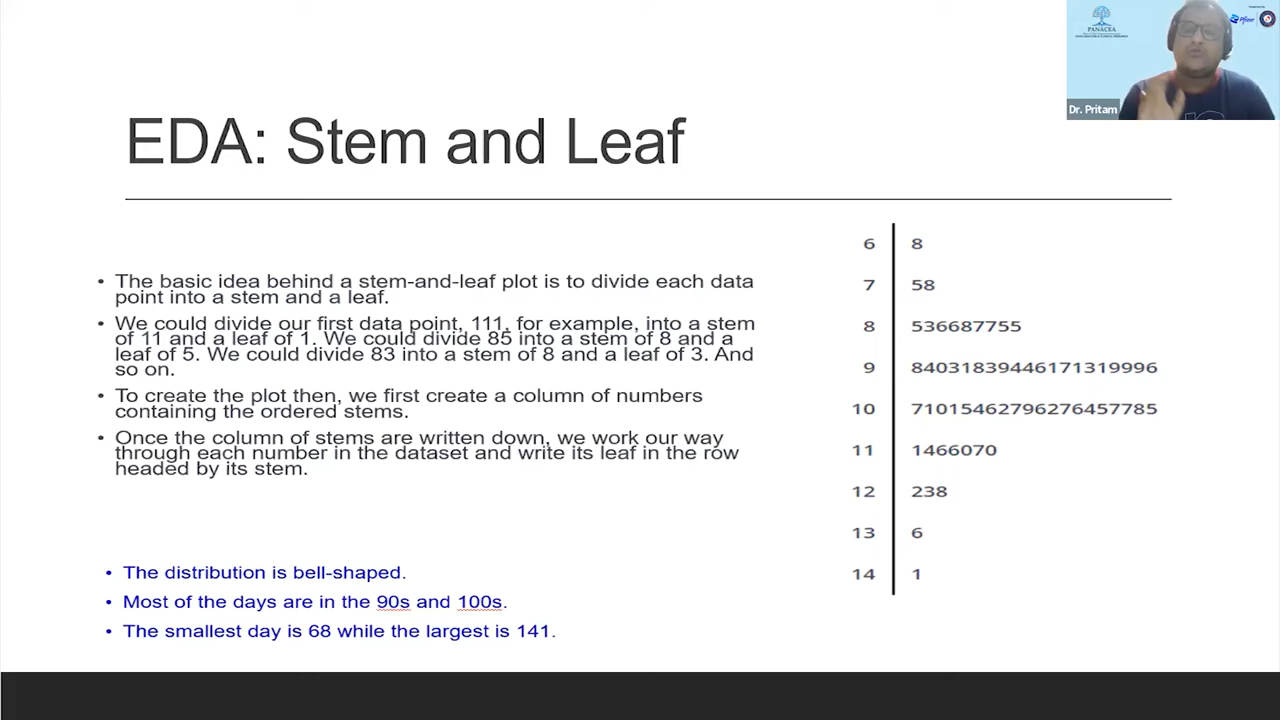 PANACEA
Pfizer
Dr. Pritam
EDA: Stem and Leaf
• The basic idea behind a stem-and-leaf plot is to divide each data
point into a stem and a leaf.
• We could divide our first data point, 111, for example, into a stem
of 11 and a leaf of 1. We could divide 85 into a stem of 8 and a
leaf of 5. We could divide 83 into a stem of 8 and a leaf of 3. And
so on.
• To create the plot then, we first create a column of numbers
containing the ordered stems.
• Once the column of stems are written down, we work our way
through each number in the dataset and write its leaf in the row
headed by its stem.
• The distribution is bell-shaped.
• Most of the days are in the 90s and 100s.
• The smallest day is 68 while the largest is 141.
6 8
7 58
8 536687755
9 84031839446171319996
10 71015462796276457785
11 1466070
12 238
13 6
14 1